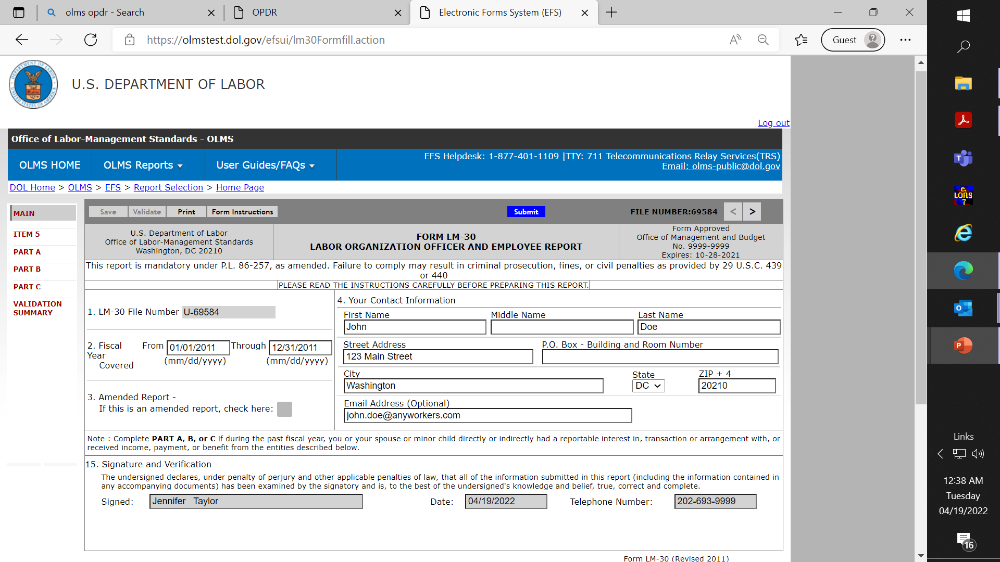 olms opdr - Search
OPDR
Electronic Forms System (EFS)
https://olmstest.dol.gov/efsui/lm30Formfill.action
Guest
U.S. DEPARTMENT OF LABOR
Log out
Office of Labor-Management Standards - OLMS
OLMS HOME
OLMS Reports
User Guides/FAQs
EFS Helpdesk: 1-877-401-1109 |TTY: 711 Telecommunications Relay Services(TRS)
Email: olms-public@dol.gov
DOL Home > OLMS > EFS > Report Selection > Home Page
MAIN
ITEM 5
PART A
PART B
PART C
VALIDATION
SUMMARY
Save
Validate
Print
Form Instructions
Submit
FILE NUMBER:69584
<
>
U.S. Department of Labor
Office of Labor-Management Standards
Washington, DC 20210
FORM LM-30
LABOR ORGANIZATION OFFICER AND EMPLOYEE REPORT
Form Approved
Office of Management and Budget
No. 9999-9999
Expires: 10-28-2021
This report is mandatory under P.L. 86-257, as amended. Failure to comply may result in criminal prosecution, fines, or civil penalties as provided by 29 U.S.C. 439
or 440
PLEASE READ THE INSTRUCTIONS CAREFULLY BEFORE PREPARING THIS REPORT.
1. LM-30 File Number U-69584
2. Fiscal
Year
Covered
From 01/01/2011 Through 12/31/2011
(mm/dd/yyyy) (mm/dd/yyyy)
3. Amended Report -
If this is an amended report, check here:
4. Your Contact Information
First Name Middle Name Last Name
John Doe
Street Address P.O. Box - Building and Room Number
123 Main Street
City State ZIP + 4
Washington DC 20210
Email Address (Optional)
john.doe@anyworkers.com
Note : Complete PART A, B, or C if during the past fiscal year, you or your spouse or minor child directly or indirectly had a reportable interest in, transaction or arrangement with, or
received income, payment, or benefit from the entities described below.
15. Signature and Verification
The undersigned declares, under penalty of perjury and other applicable penalties of law, that all of the information submitted in this report (including the information contained in
any accompanying documents) has been examined by the signatory and is, to the best of the undersigned's knowledge and belief, true, correct and complete.
Signed: Jennifer Taylor Date: 04/19/2022 Telephone Number: 202-693-9999
Form LM-30 (Revised 2011)
Links
12:38 AM
Tuesday
04/19/2022
16